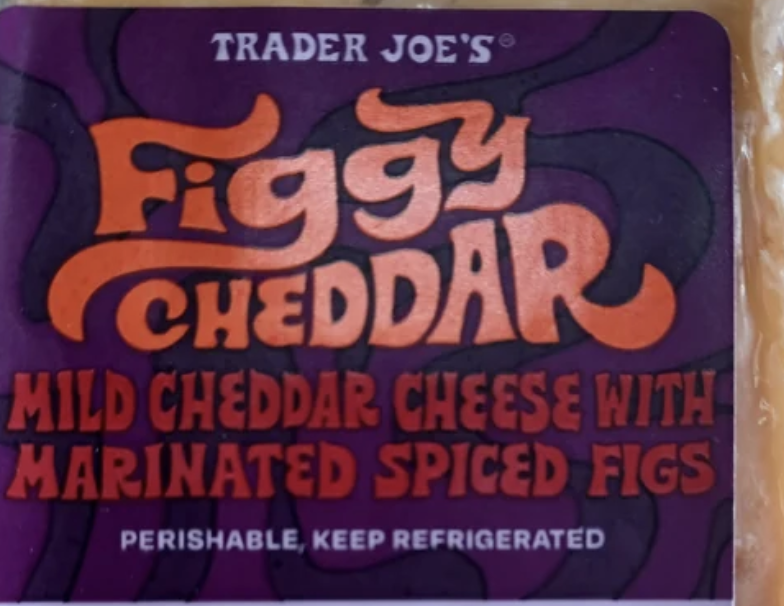 TRADER JOE'S
Figgy
CHEDDAR
MILD CHEDDAR CHEESE WITH
MARINATED SPICED FIGS
PERISHABLE, KEEP REFRIGERATED